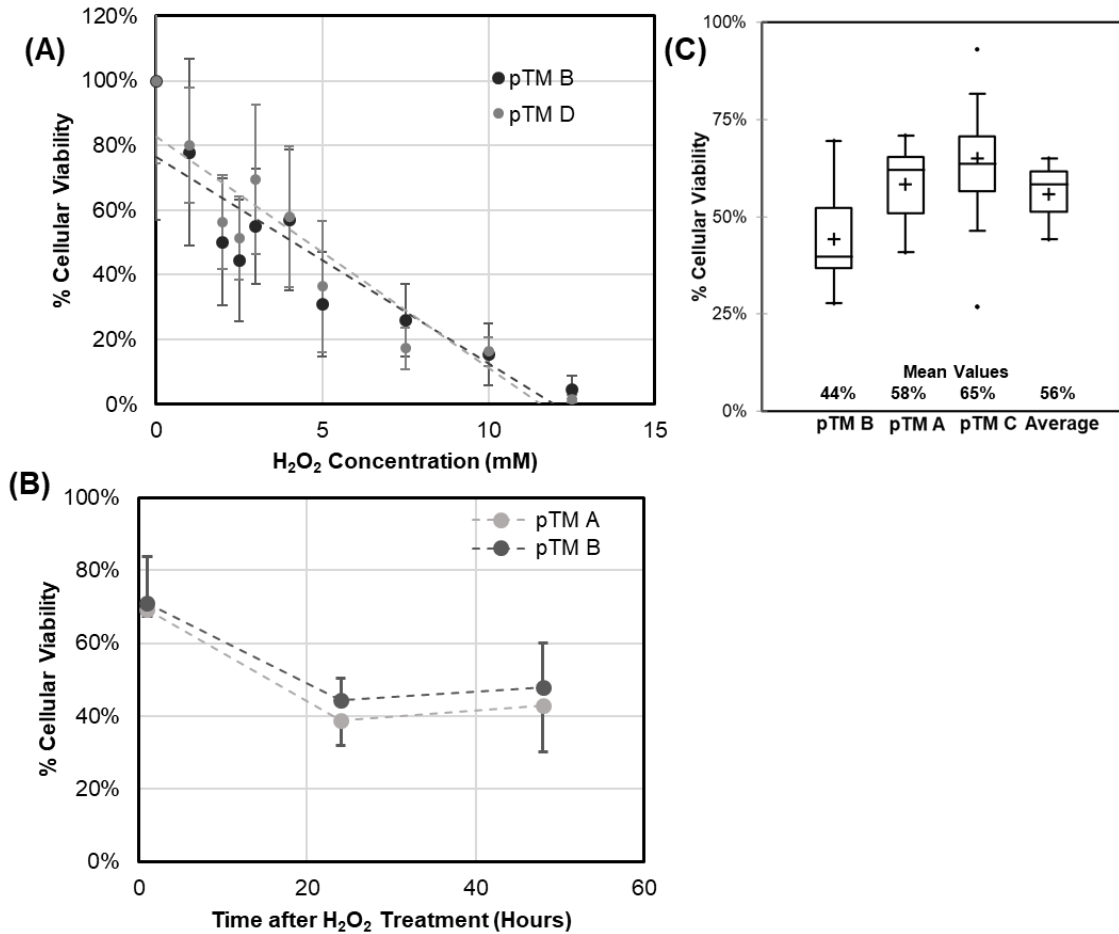 (A)
120%
100%
80%
60%
40%
20%
0%
% Cellular Viability
pTM B
pTM D
0
5
10
15
H₂O₂ Concentration (mM)
(C)
100%
75%
50%
25%
0%
% Cellular Viability
Mean Values
44% 58% 65% 56%
pTM B pTM A pTM C Average
(B)
100%
80%
60%
40%
20%
0%
% Cellular Viability
pTM A
pTM B
0
20
40
60
Time after H₂O₂ Treatment (Hours)